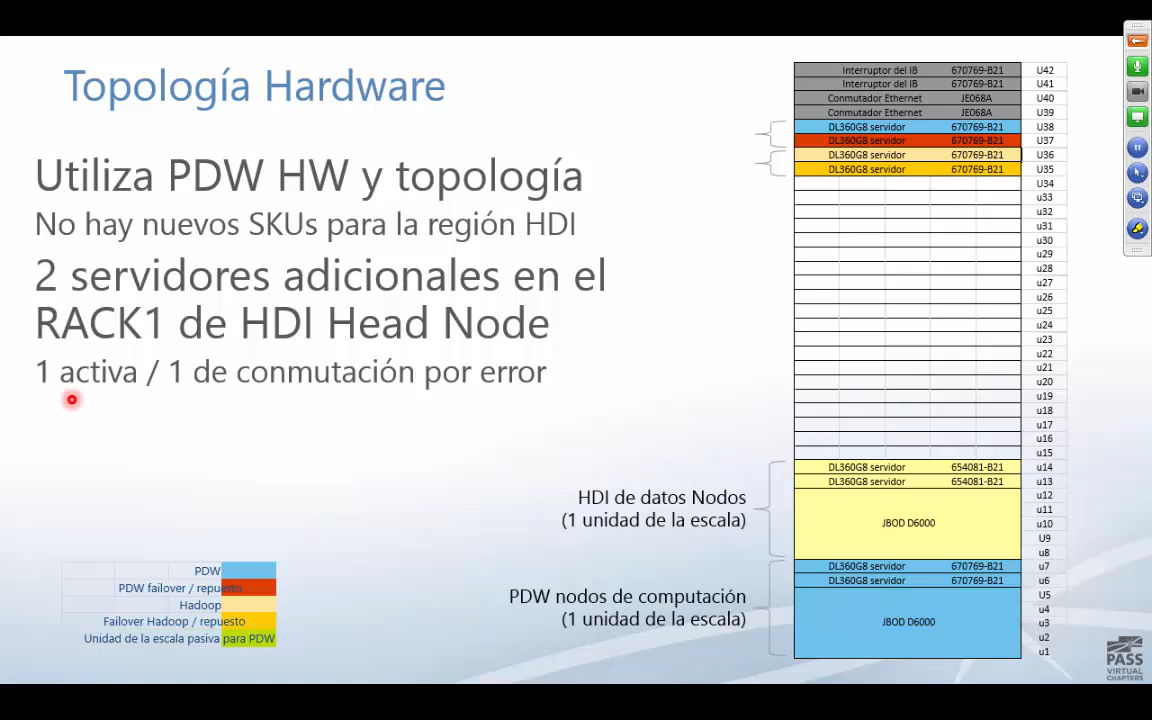 Topología Hardware
Utiliza PDW HW y topología
No hay nuevos SKUs para la región HDI
2 servidores adicionales en el
RACK1 de HDI Head Node
1 activa / 1 de conmutación por error
Interruptor del IB 670769-B21 U42
Interruptor del IB 670769-B21 U41
Conmutador Ethernet JE068A U40
Conmutador Ethernet JE068A U39
DL360G8 servidor 670769-B21 U38
DL360G8 servidor 670769-B21 U37
DL360G8 servidor 670769-B21 U36
DL360G8 servidor 670769-B21 U35
U34
u33
u32
u31
u30
u29
u28
u27
u26
u25
u24
u23
u22
u21
u20
u19
u18
u17
u16
u15
DL360G8 servidor 654081-B21 u14
DL360G8 servidor 654081-B21 u13
u12
u11
JBOD D6000 u10
U9
u8
DL360G8 servidor 670769-B21 u7
DL360G8 servidor 670769-B21 u6
U5
u4
JBOD D6000 u3
u2
u1
HDI de datos Nodos
(1 unidad de la escala)
PDW nodos de computación
(1 unidad de la escala)
PDW
PDW failover / repuesto
Hadoop
Failover Hadoop / repuesto
Unidad de la escala pasiva para PDW
PASS
VIRTUAL
CHAPTERS